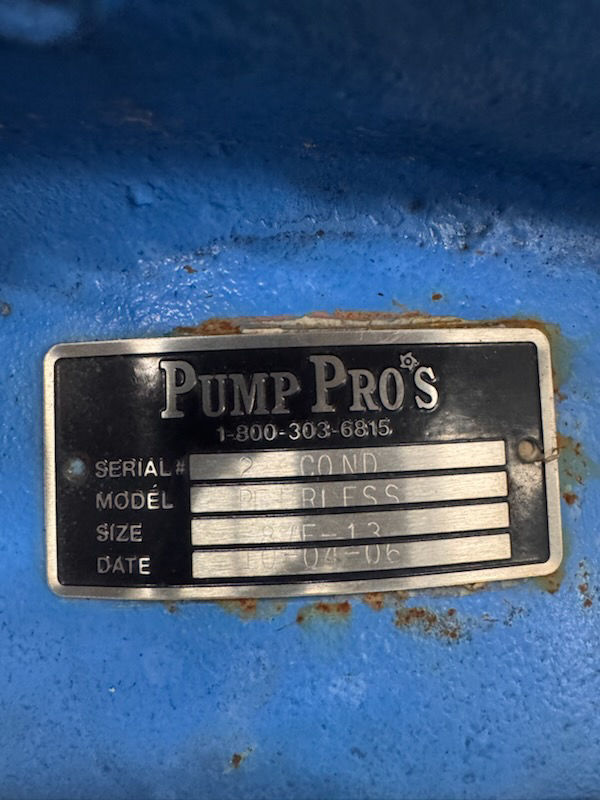 PUMP PRO'S
1-800-303-6815
SERIAL# 2 COND
MODEL PEERLESS
SIZE
DATE 10-04-06